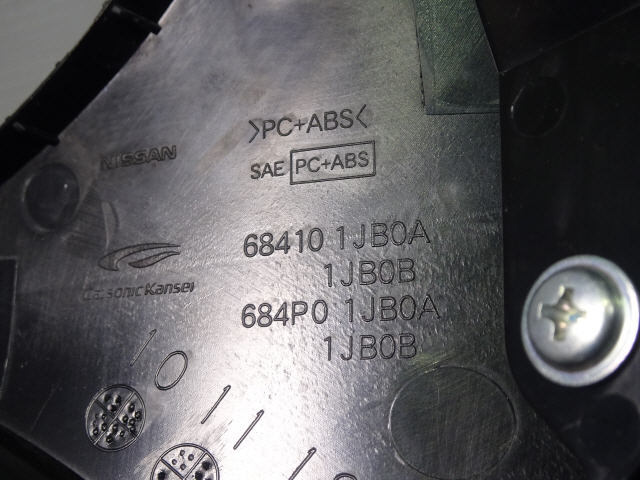 >PC+ABS<
NISSAN
SAE PC+ABS
68410 1JB0A
1JB0B
CalsonicKansei
684P0 1JB0A
1JB0B